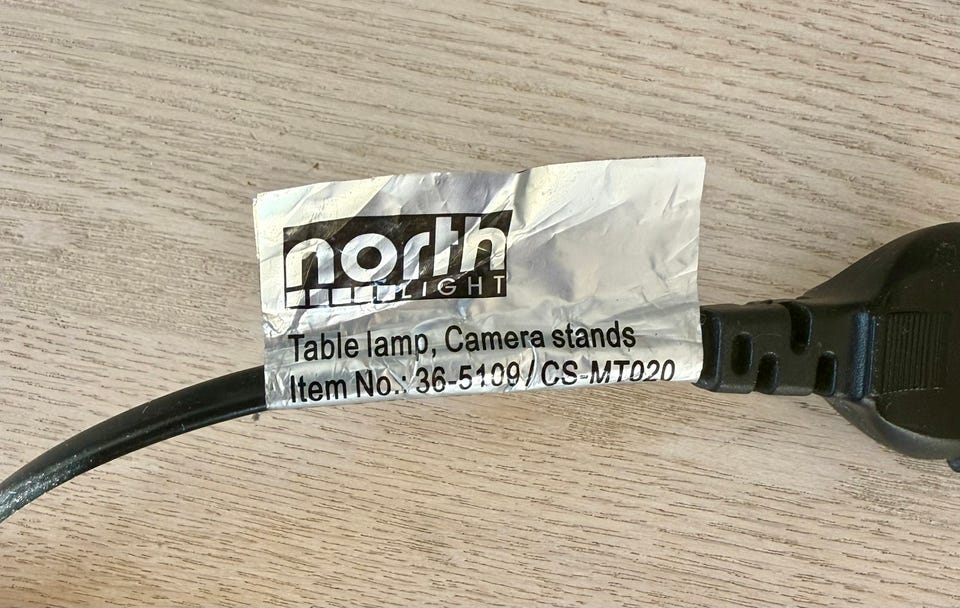 north
LIGHT
Table lamp, Camera stands
Item No.: 36-5109 / CS-MT020